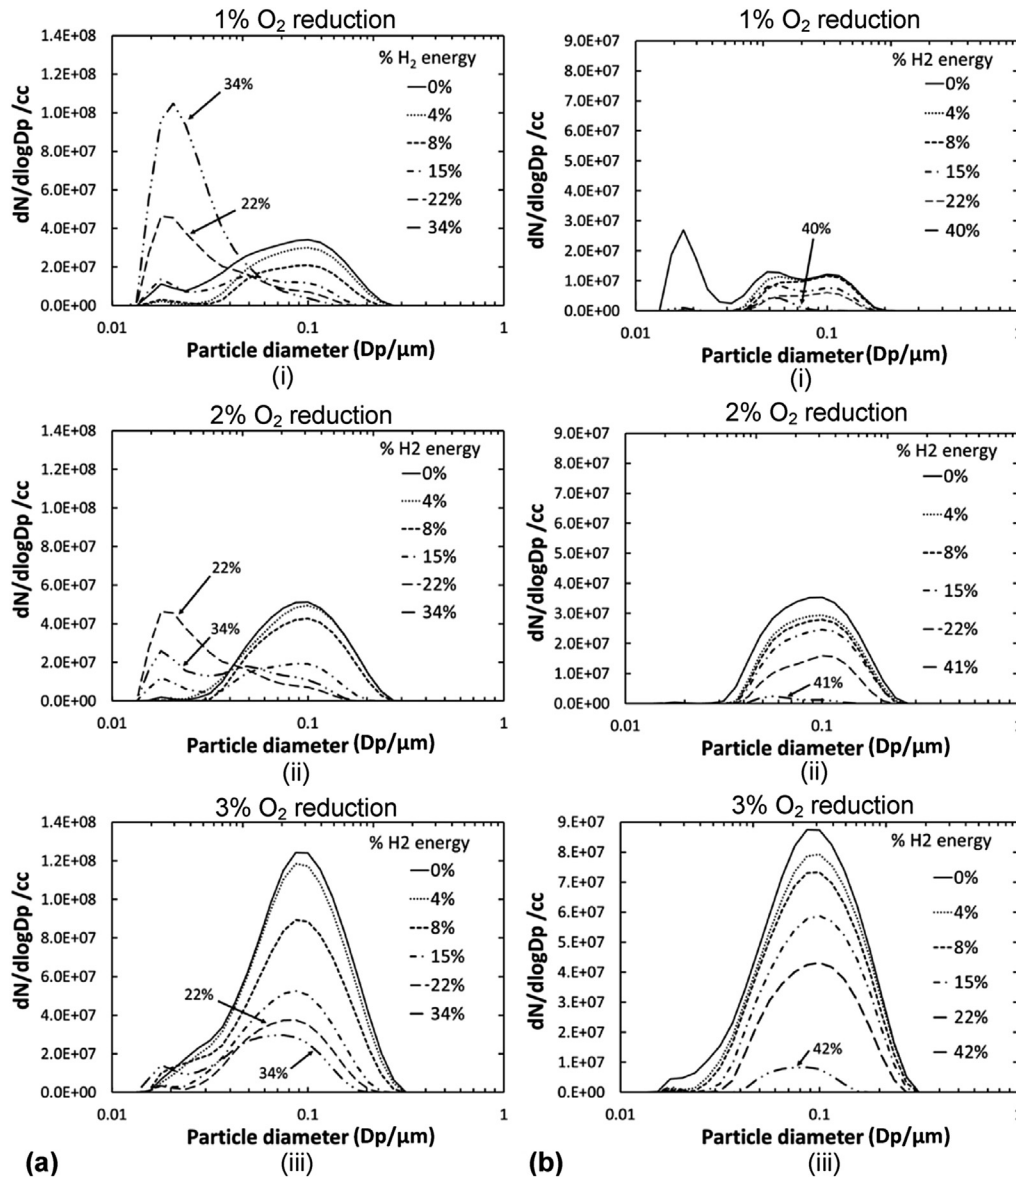 1% O₂ reduction
1.4E+08
1.2E+08
1.0E+08
8.0E+07
6.0E+07
4.0E+07
2.0E+07
0.0E+00
dN/dlogDp /cc
% H₂ energy
0%
4%
8%
15%
22%
34%
34%
22%
0.01
0.1
1
Particle diameter (Dp/µm)
(i)
1% O₂ reduction
9.0E+07
8.0E+07
7.0E+07
6.0E+07
5.0E+07
4.0E+07
3.0E+07
2.0E+07
1.0E+07
0.0E+00
dN/dlogDp /cc
% H2 energy
0%
4%
8%
15%
22%
40%
40%
0.01
0.1
1
Particle diameter (Dp/µm)
(i)
2% O₂ reduction
1.4E+08
1.2E+08
1.0E+08
8.0E+07
6.0E+07
4.0E+07
2.0E+07
0.0E+00
dN/dlogDp /cc
% H2 energy
0%
4%
8%
15%
22%
34%
22%
34%
0.01
0.1
1
Particle diameter (Dp/µm)
(ii)
2% O₂ reduction
9.0E+07
8.0E+07
7.0E+07
6.0E+07
5.0E+07
4.0E+07
3.0E+07
2.0E+07
1.0E+07
0.0E+00
dN/dlogDp /cc
% H2 energy
0%
4%
8%
15%
22%
41%
41%
0.01
0.1
1
Particle diameter (Dp/µm)
(ii)
3% O₂ reduction
1.4E+08
1.2E+08
1.0E+08
8.0E+07
6.0E+07
4.0E+07
2.0E+07
0.0E+00
dN/dlogDp /cc
% H2 energy
0%
4%
8%
15%
22%
34%
22%
34%
0.01
0.1
1
Particle diameter (Dp/µm)
(a)
(iii)
3% O₂ reduction
9.E+07
8.E+07
7.E+07
6.E+07
5.E+07
4.E+07
3.E+07
2.E+07
1.E+07
0.E+00
dN/dlogDp /cc
% H2 energy
0%
4%
8%
15%
22%
42%
42%
0.01
0.1
1
Particle diameter (Dp/µm)
(b)
(iii)